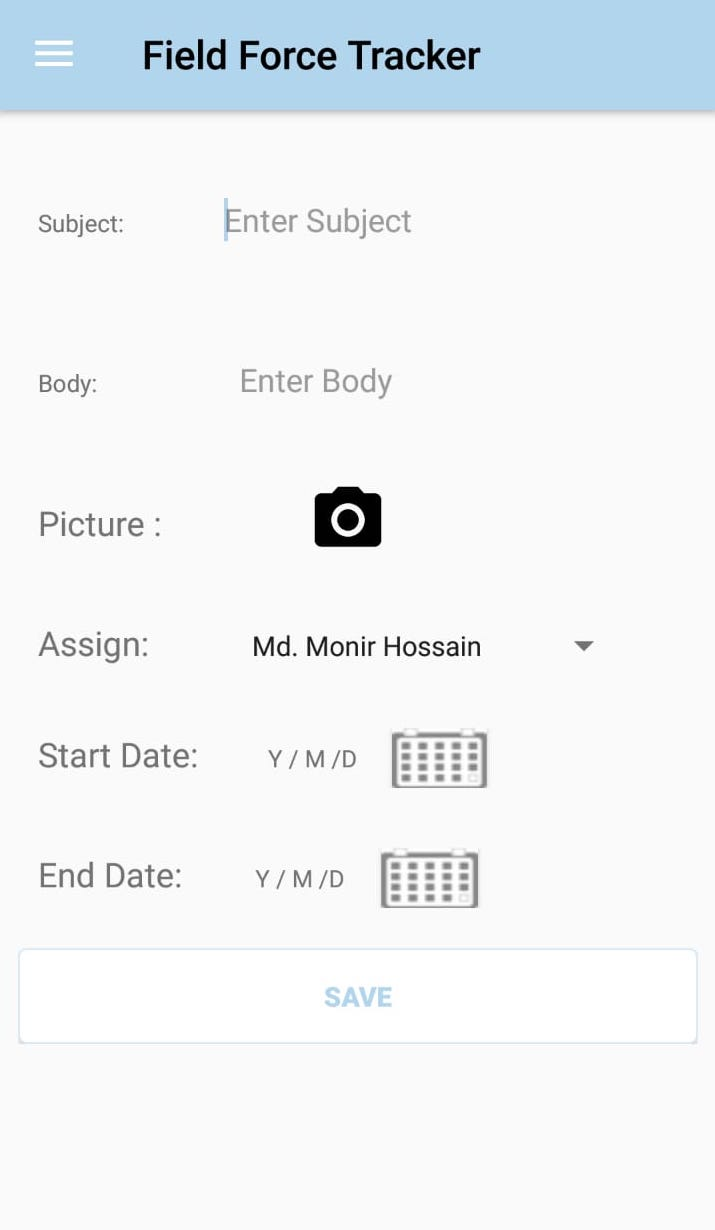 Field Force Tracker
Subject: Enter Subject
Body: Enter Body
Picture :
Assign: Md. Monir Hossain
Start Date: Y / M /D
End Date: Y / M /D
SAVE